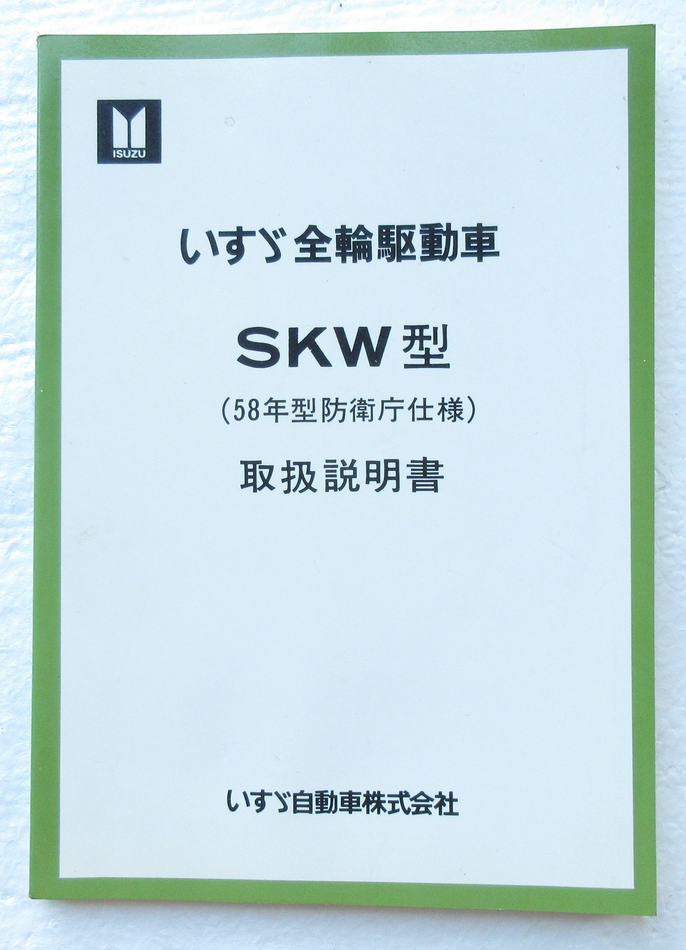 ISUZU
いすゞ全輪駆動車
SKW型
(58年型防衛庁仕様)
取扱説明書
いすゞ自動車株式会社